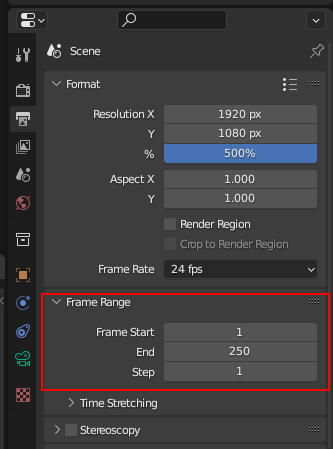 Scene
Format
Resolution X 1920 px
Y 1080 px
% 500%
Aspect X 1.000
Y 1.000
Render Region
Crop to Render Region
Frame Rate 24 fps
Frame Range
Frame Start 1
End 250
Step 1
Time Stretching
Stereoscopy